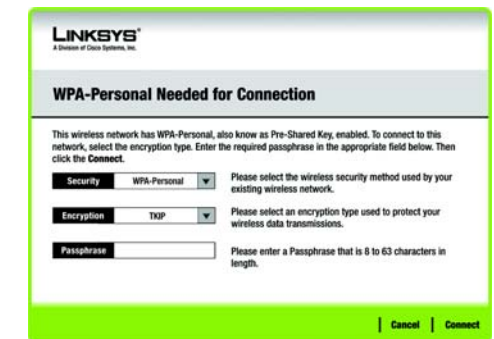 LINKSYS®
A Division of Cisco Systems, Inc.
WPA-Personal Needed for Connection
This wireless network has WPA-Personal, also know as Pre-Shared Key, enabled. To connect to this
network, select the encryption type. Enter the required passphrase in the appropriate field below. Then
click the Connect.
Security WPA-Personal Please select the wireless security method used by your
existing wireless network.
Encryption TKIP Please select an encryption type used to protect your
wireless data transmissions.
Passphrase Please enter a Passphrase that is 8 to 63 characters in
length.
Cancel Connect